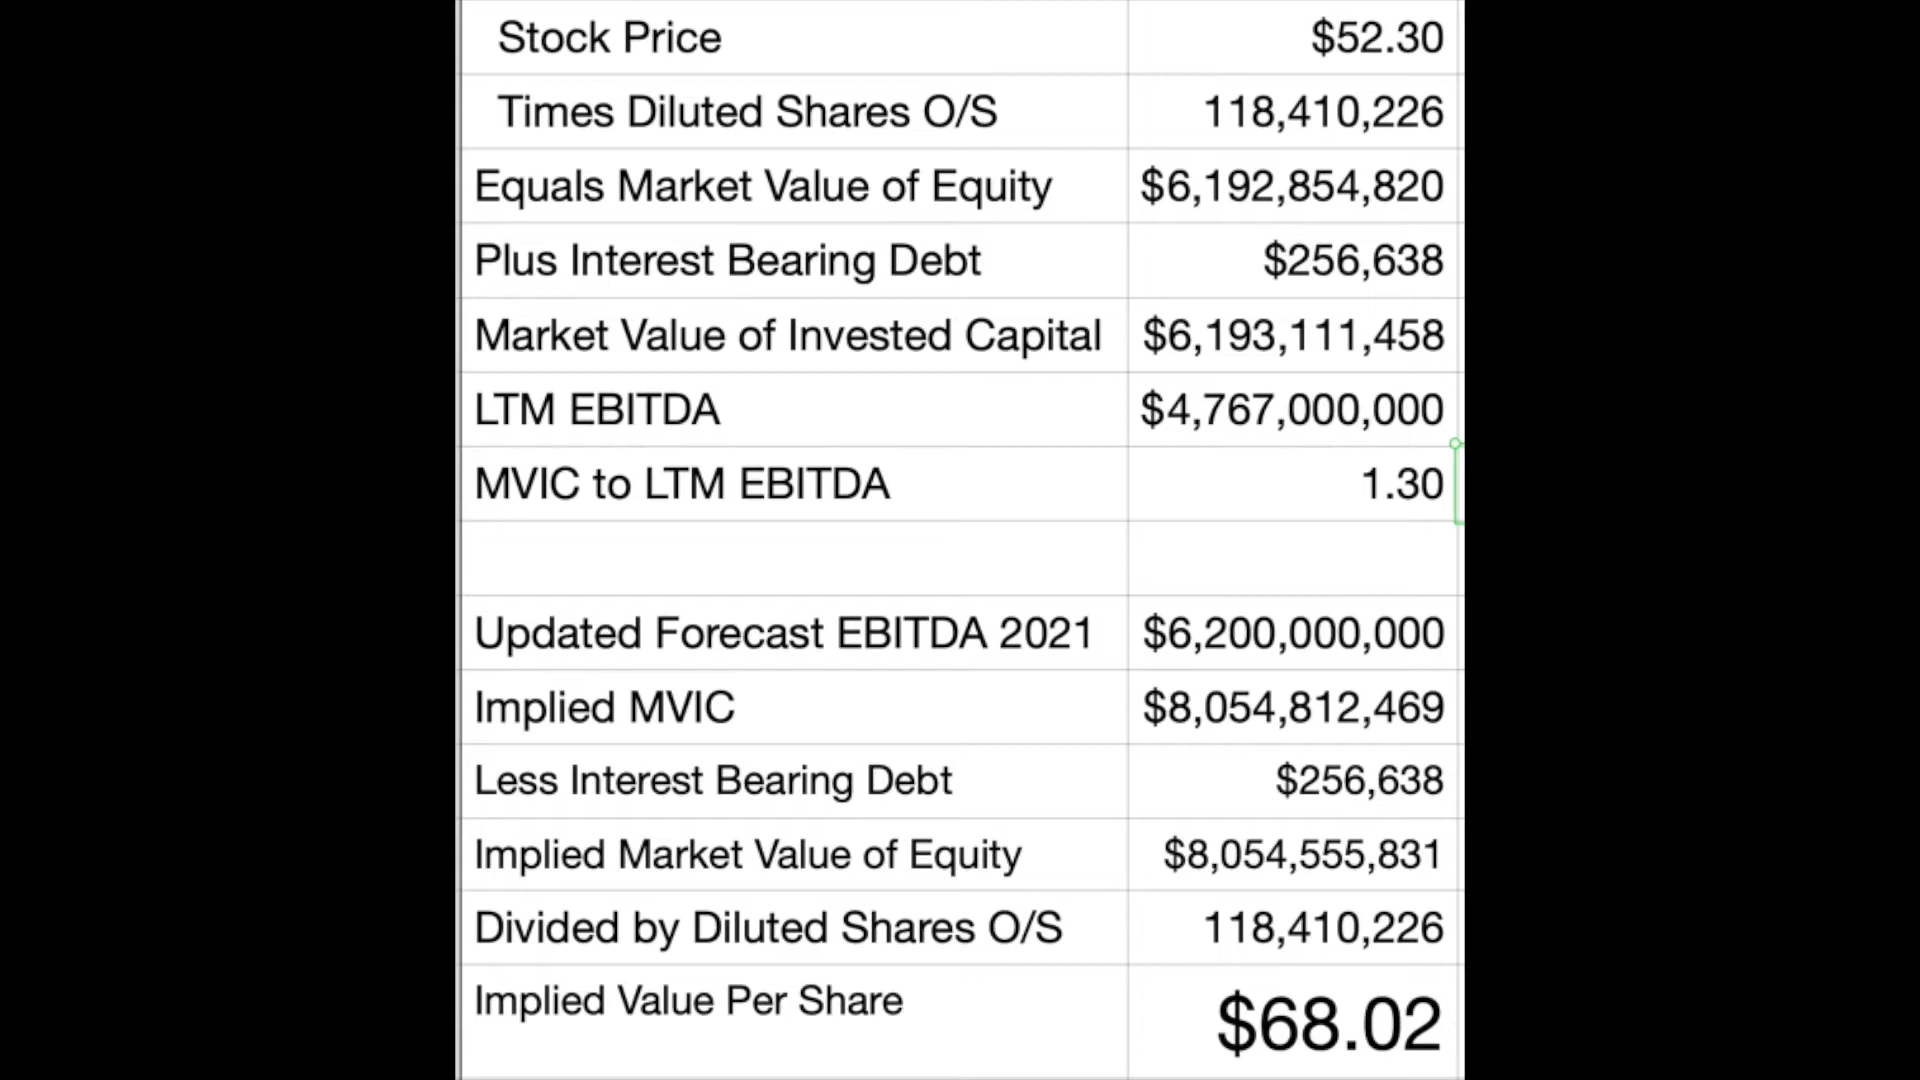 Stock Price $52.30
Times Diluted Shares O/S 118,410,226
Equals Market Value of Equity $6,192,854,820
Plus Interest Bearing Debt $256,638
Market Value of Invested Capital $6,193,111,458
LTM EBITDA $4,767,000,000
MVIC to LTM EBITDA 1.30
Updated Forecast EBITDA 2021 $6,200,000,000
Implied MVIC $8,054,812,469
Less Interest Bearing Debt $256,638
Implied Market Value of Equity $8,054,555,831
Divided by Diluted Shares O/S 118,410,226
Implied Value Per Share $68.02